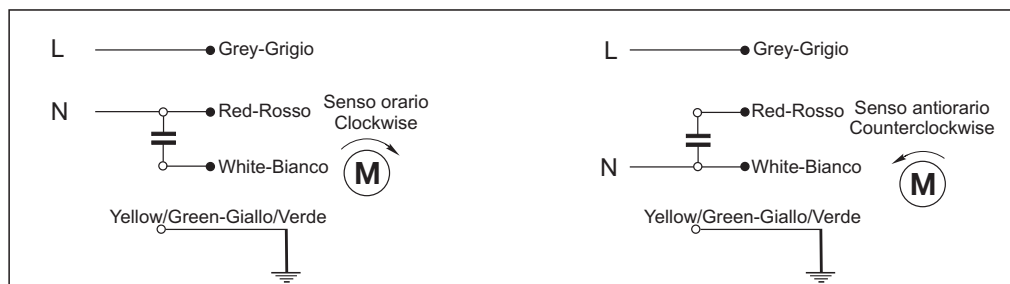 L Grey-Grigio
N Red-Rosso
Senso orario
Clockwise
White-Bianco
M
Yellow/Green-Giallo/Verde
L Grey-Grigio
Red-Rosso
Senso antiorario
Counterclockwise
N White-Bianco
M
Yellow/Green-Giallo/Verde